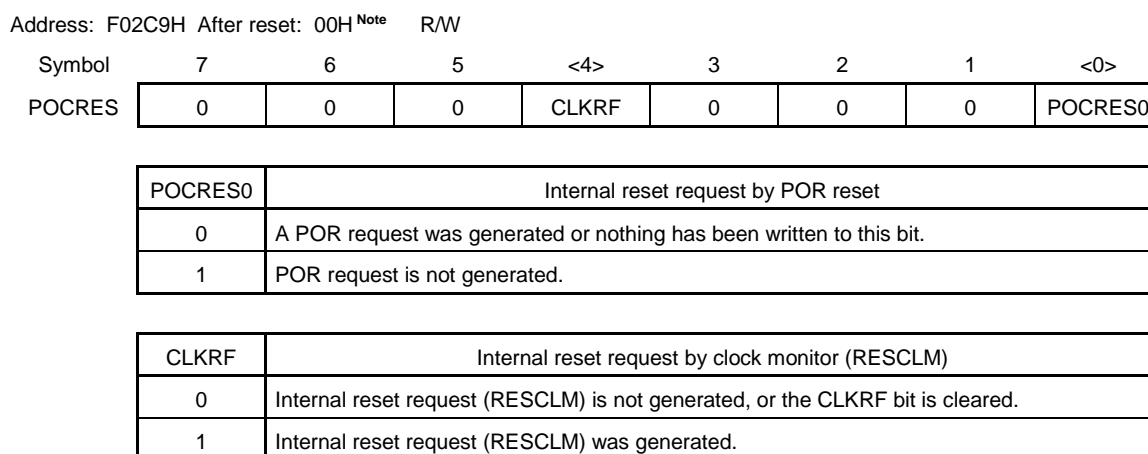 Address: F02C9H After reset: 00H Note R/W
Symbol 7 6 5 <4> 3 2 1 <0>
POCRES 0 0 0 CLKRF 0 0 0 POCRES0
POCRES0 Internal reset request by POR reset
0 A POR request was generated or nothing has been written to this bit.
1 POR request is not generated.
CLKRF Internal reset request by clock monitor (RESCLM)
0 Internal reset request (RESCLM) is not generated, or the CLKRF bit is cleared.
1 Internal reset request (RESCLM) was generated.